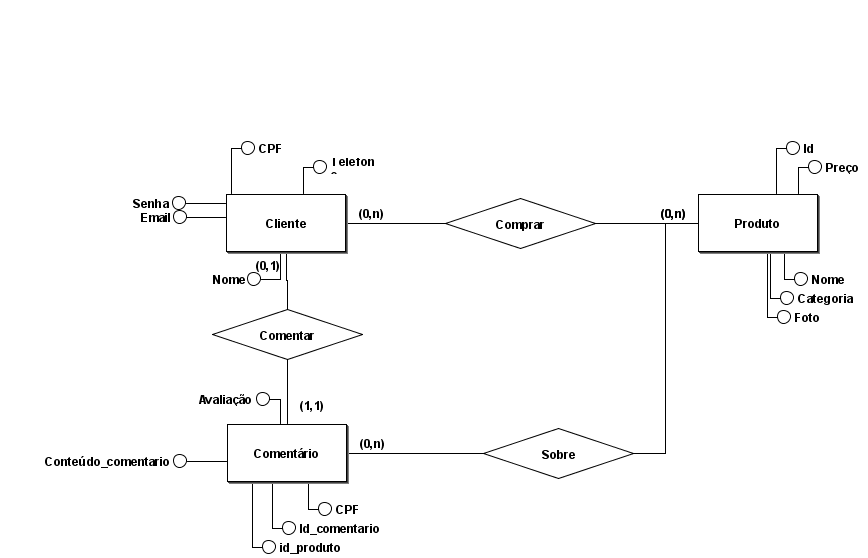 CPF
Telefon
Id
Preço
Senha
Email
Cliente
(0,n)
Comprar
(0,n)
Produto
(0,1)
Nome
Nome
Categoria
Foto
Comentar
Avaliação
(1,1)
Comentário
(0,n)
Sobre
Conteúdo_comentario
CPF
Id_comentario
id_produto